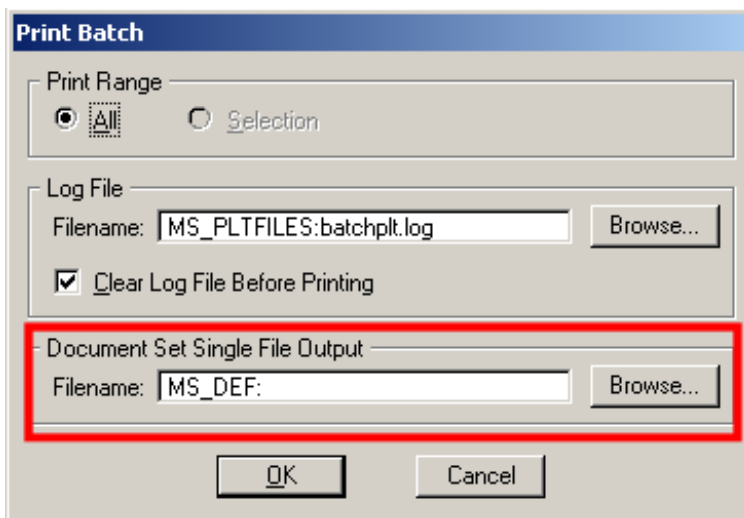 Print Batch
Print Range
All Selection
Log File
Filename: MS_PLTFILES:batchplt.log Browse...
Clear Log File Before Printing
Document Set Single File Output
Filename: MS_DEF: Browse...
OK Cancel